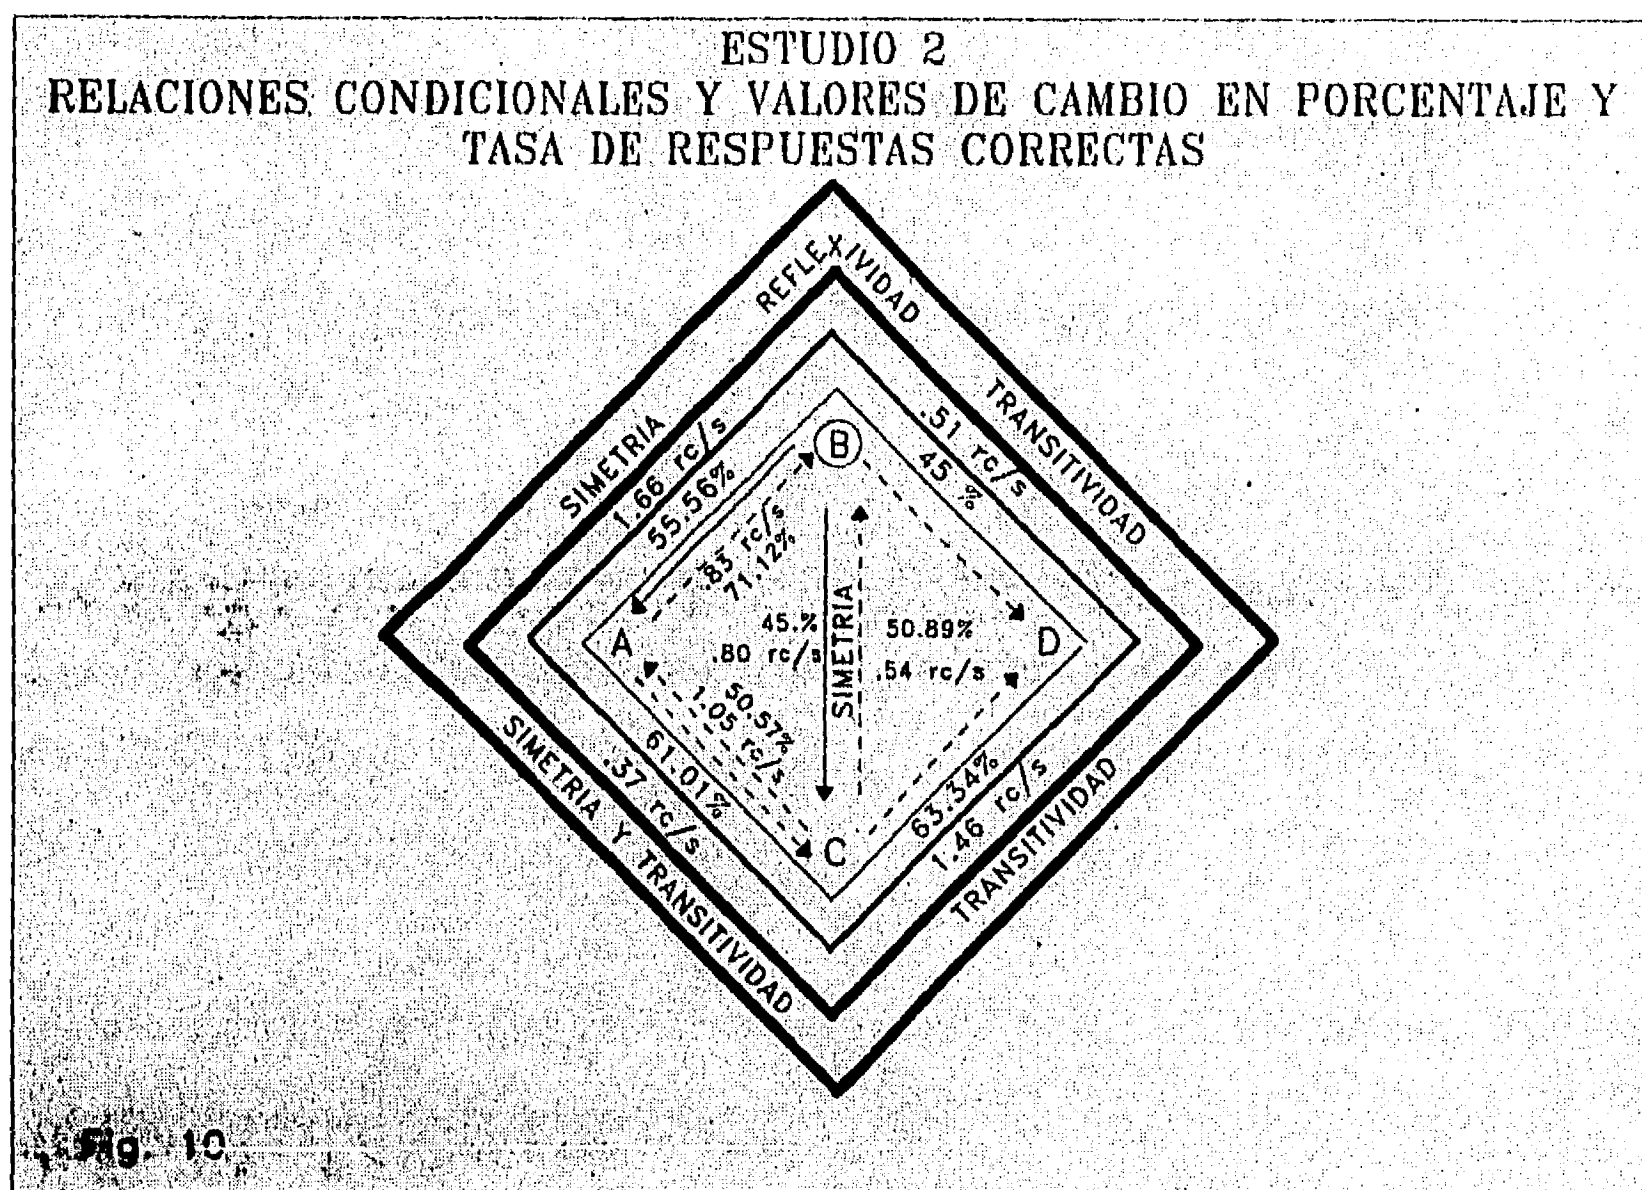 ESTUDIO 2
RELACIONES CONDICIONALES Y VALORES DE CAMBIO EN PORCENTAJE Y
TASA DE RESPUESTAS CORRECTAS
REFLEXIVIDAD
SIMETRIA
TRANSITIVIDAD
1.66 rc/s
55.56%
.51 rc/s
45 %
B
.83 rc/s
71.12%
45.%
.80 rc/s
SIMETRIA
50.89%
.54 rc/s
A
D
50.57%
1.05 rc/s
C
61.01%
.37 rc/s
63.34%
1.46 rc/s
SIMETRIA Y TRANSITIVIDAD
TRANSITIVIDAD
Fig. 10